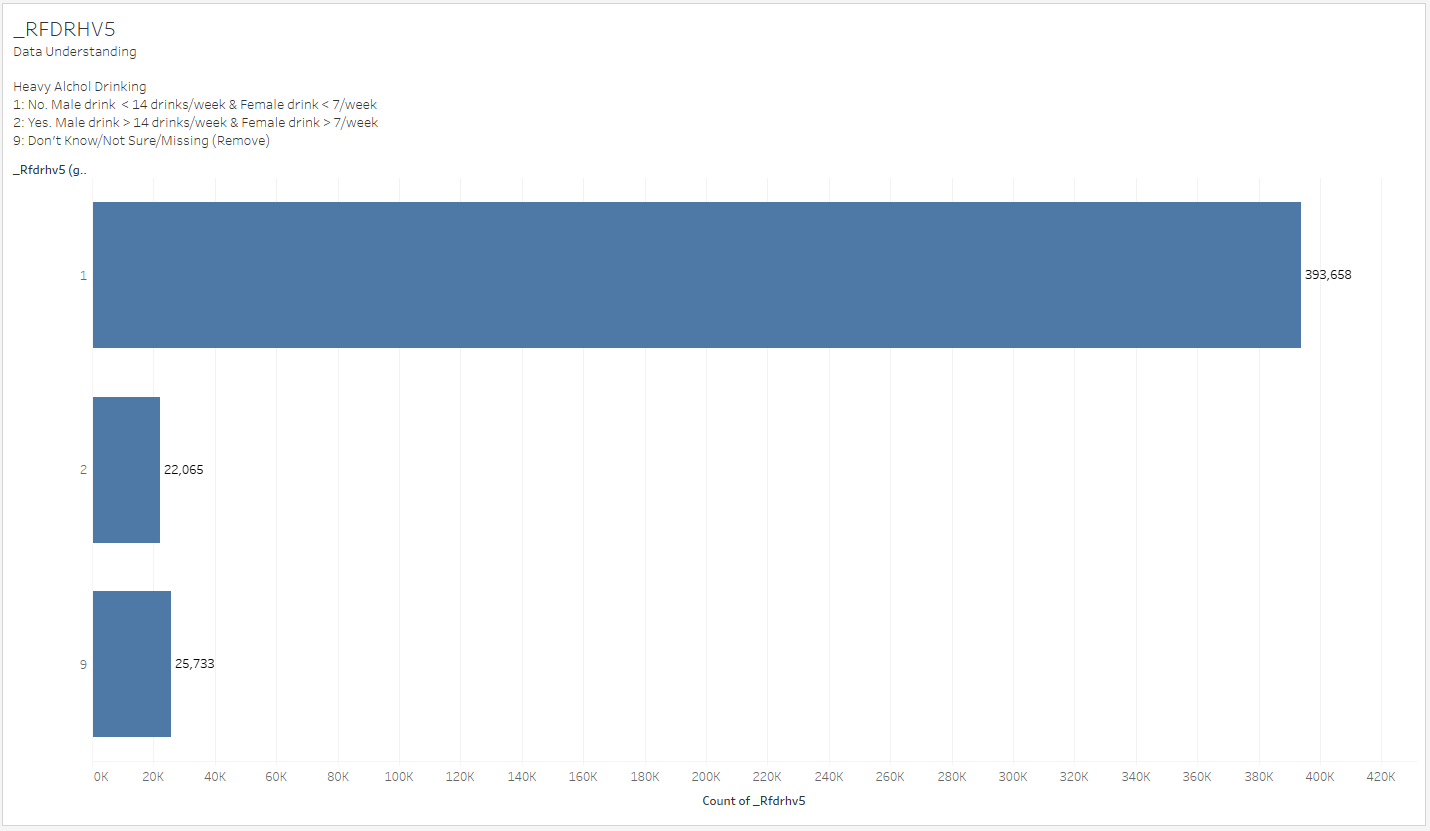 _RFDRHV5
Data Understanding
Heavy Alchol Drinking
1: No. Male drink < 14 drinks/week & Female drink < 7/week
2: Yes. Male drink > 14 drinks/week & Female drink > 7/week
9: Don't Know/Not Sure/Missing (Remove)
_Rfdrhv5 (g..
1
393,658
2
22,065
9
25,733
0K 20K 40K 60K 80K 100K 120K 140K 160K 180K 200K 220K 240K 260K 280K 300K 320K 340K 360K 380K 400K 420K
Count of _Rfdrhv5